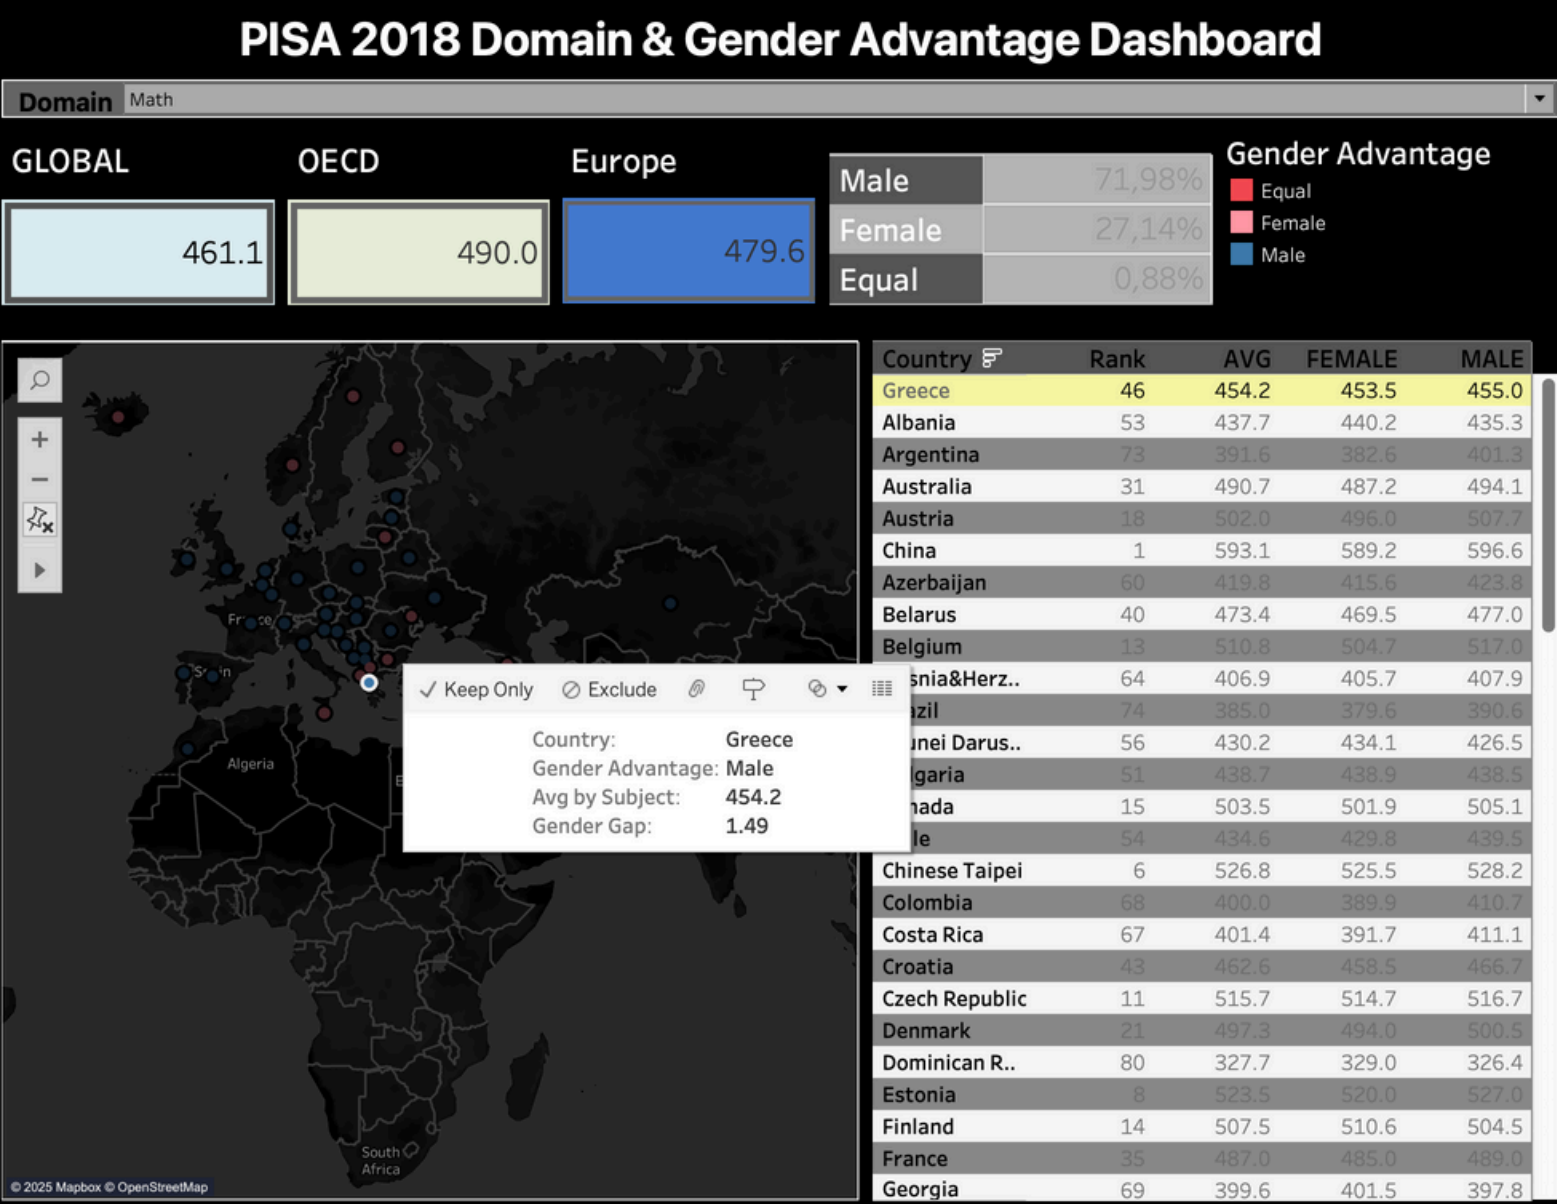 PISA 2018 Domain & Gender Advantage Dashboard
Domain Math
GLOBAL OECD Europe
461.1 490.0 479.6
Male 71,98%
Female 27,14%
Equal 0,88%
Gender Advantage
Equal
Female
Male
France
Algeria
South
Africa
© 2025 Mapbox © OpenStreetMap
Keep Only Exclude
Country: Greece
Gender Advantage: Male
Avg by Subject: 454.2
Gender Gap: 1.49
Country Rank AVG FEMALE MALE
Greece 46 454.2 453.5 455.0
Albania 53 437.7 440.2 435.3
Argentina 73 391.6 382.6 401.3
Australia 31 490.7 487.2 494.1
Austria 18 502.0 496.0 507.7
China 1 593.1 589.2 596.6
Azerbaijan 60 419.8 415.6 423.8
Belarus 40 473.4 469.5 477.0
Belgium 13 510.8 504.7 517.0
snia&Herz.. 64 406.9 405.7 407.9
azil 74 385.0 379.6 390.6
unei Darus.. 56 430.2 434.1 426.5
lgaria 51 438.7 438.9 438.5
nada 15 503.5 501.9 505.1
le 54 434.6 429.8 439.5
Chinese Taipei 6 526.8 525.5 528.2
Colombia 68 400.0 389.9 410.7
Costa Rica 67 401.4 391.7 411.1
Croatia 43 462.6 458.5 466.7
Czech Republic 11 515.7 514.7 516.7
Denmark 21 497.3 494.0 500.5
Dominican R.. 80 327.7 329.0 326.4
Estonia 8 523.5 520.0 527.0
Finland 14 507.5 510.6 504.5
France 35 487.0 485.0 489.0
Georgia 69 399.6 401.5 397.8